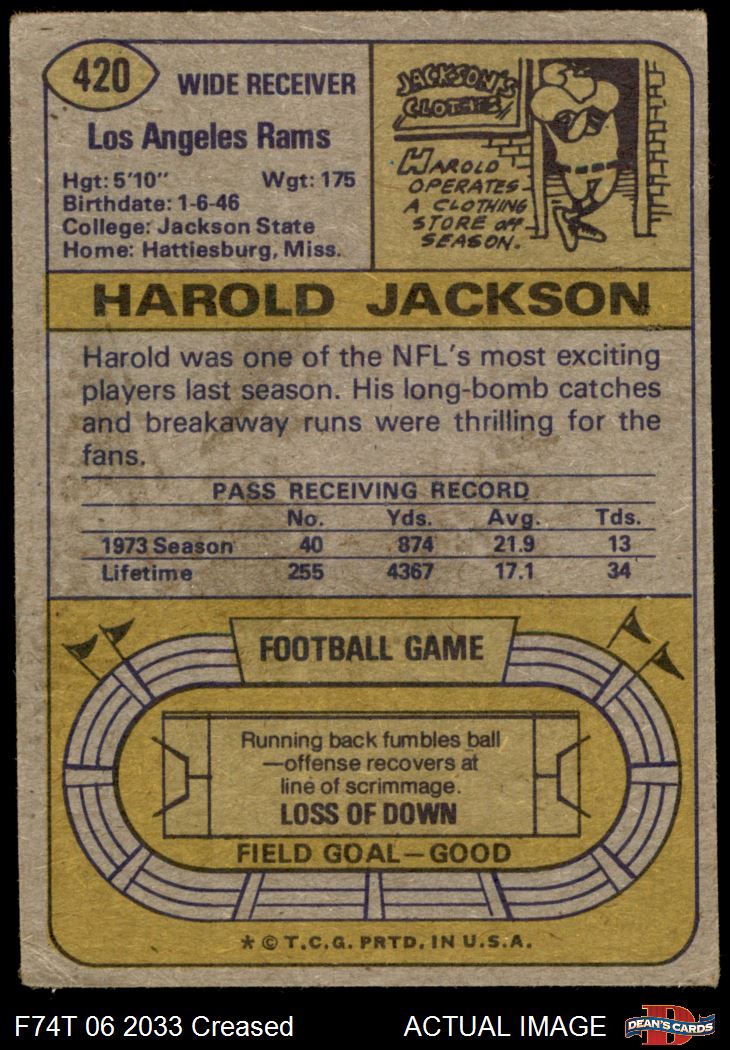 420
WIDE RECEIVER
Los Angeles Rams
Hgt: 5'10" Wgt: 175
Birthdate: 1-6-46
College: Jackson State
Home: Hattiesburg, Miss.
JACKSON'S
CLOTHES
HAROLD
OPERATES
A CLOTHING
STORE OFF
SEASON.
HAROLD JACKSON
Harold was one of the NFL's most exciting
players last season. His long-bomb catches
and breakaway runs were thrilling for the
fans.
PASS RECEIVING RECORD
No. Yds. Avg. Tds.
1973 Season 40 874 21.9 13
Lifetime 255 4367 17.1 34
FOOTBALL GAME
Running back fumbles ball
—offense recovers at
line of scrimmage.
LOSS OF DOWN
FIELD GOAL—GOOD
* © T.C.G. PRTD. IN U.S.A.
F74T 06 2033 Creased ACTUAL IMAGE
D
DEAN'S CARDS